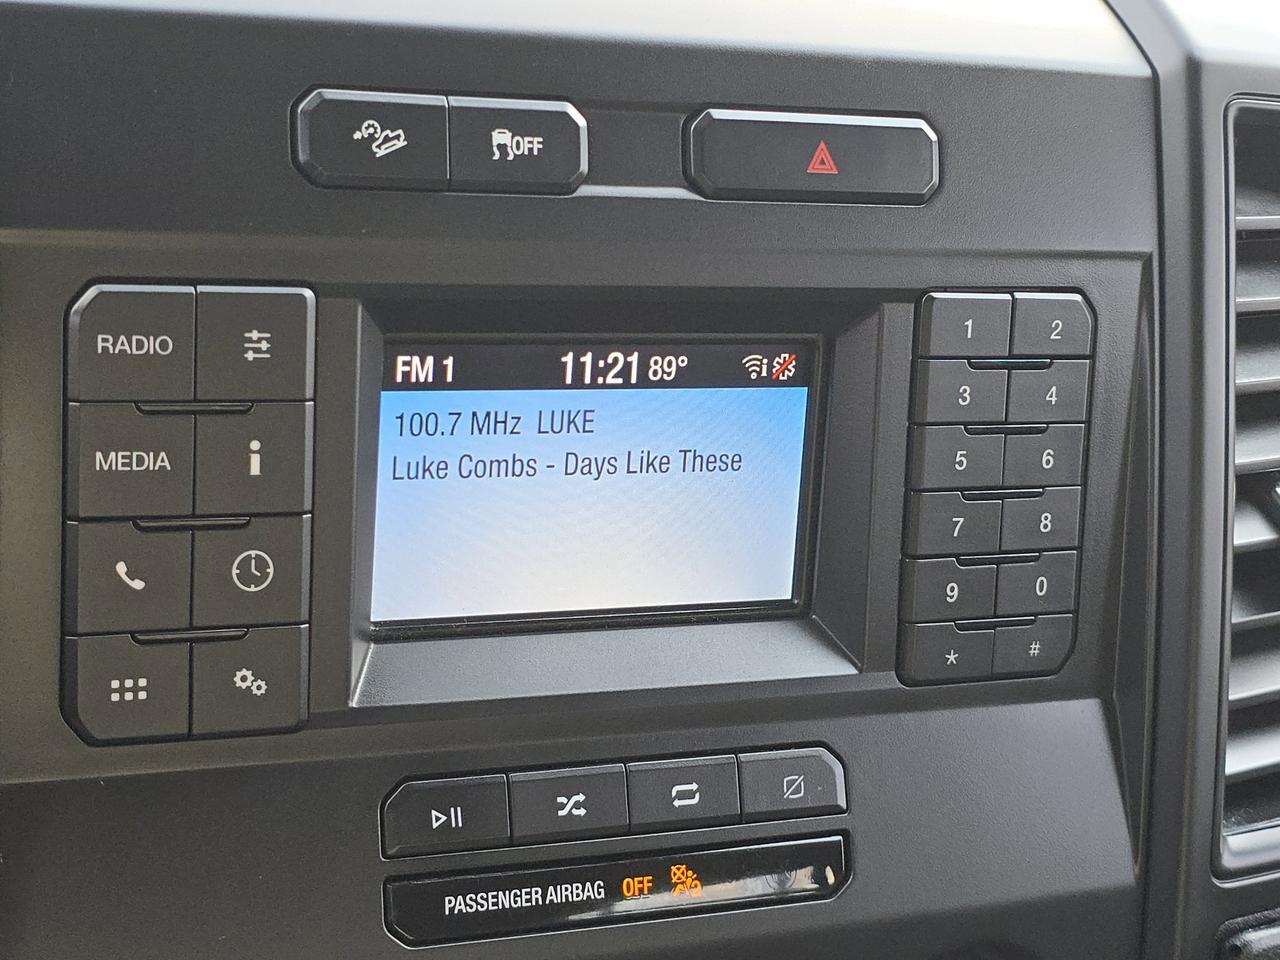 OFF
RADIO
MEDIA
FM 1 11:21 89°
100.7 MHz LUKE
Luke Combs - Days Like These
1 2
3 4
5 6
7 8
9 0
* #
PASSENGER AIRBAG OFF